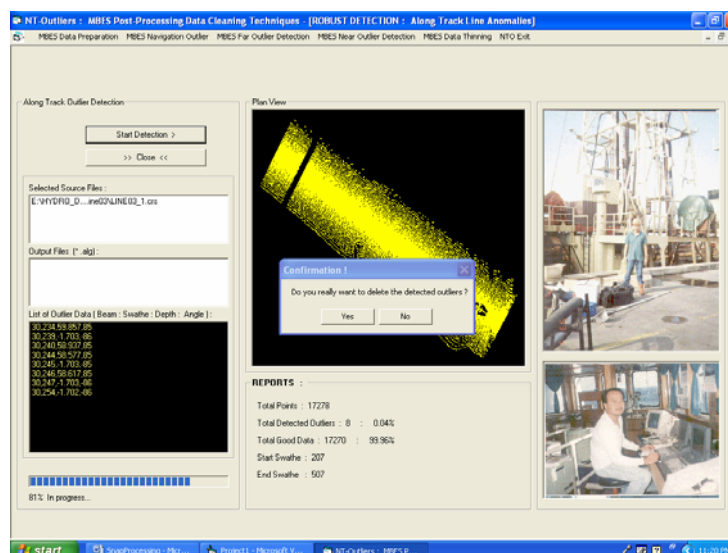 NT-Outliers : MBES Post-Processing Data Cleaning Techniques - [ROBUST DETECTION : Along Track Line Anomalies]
MBES Data Preparation MBES Navigation Outlier MBES Far Outlier Detection MBES Near Outlier Detection MBES Data Thinning NTO Exit
Along Track Outlier Detection
Start Detection >
>> Close <<
Selected Source Files :
E:\HYDRO_D...ine03\LINE03_1.crs
Output Files (*.alg) :
List of Outlier Data ( Beam : Swathe : Depth : Angle ) :
30,234,59.857,85
30,239,-1.703,-86
30,240,58.937,85
30,244,58.577,85
30,245,-1.703,-86
30,246,58.617,85
30,247,-1.703,-86
30,254,-1.702,-86
81% In progress...
Plan View
Confirmation !
Do you really want to delete the detected outliers ?
Yes No
REPORTS :
Total Points : 17278
Total Detected Outliers : 8 : 0.04%
Total Good Data : 17270 : 99.96%
Start Swathe : 207
End Swathe : 507
start SnapProcessing - Micr... Project1 - Microsoft V... NT-Outliers : MBES P...